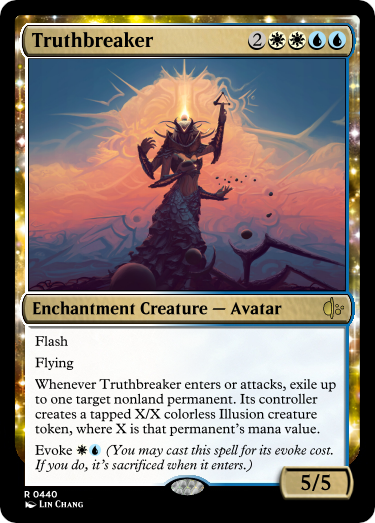 Truthbreaker 2
Enchantment Creature — Avatar
Flash
Flying
Whenever Truthbreaker enters or attacks, exile up
to one target nonland permanent. Its controller
creates a tapped X/X colorless Illusion creature
token, where X is that permanent's mana value.
Evoke (You may cast this spell for its evoke cost.
If you do, it's sacrificed when it enters.)
5/5
R 0440
Lin Chang